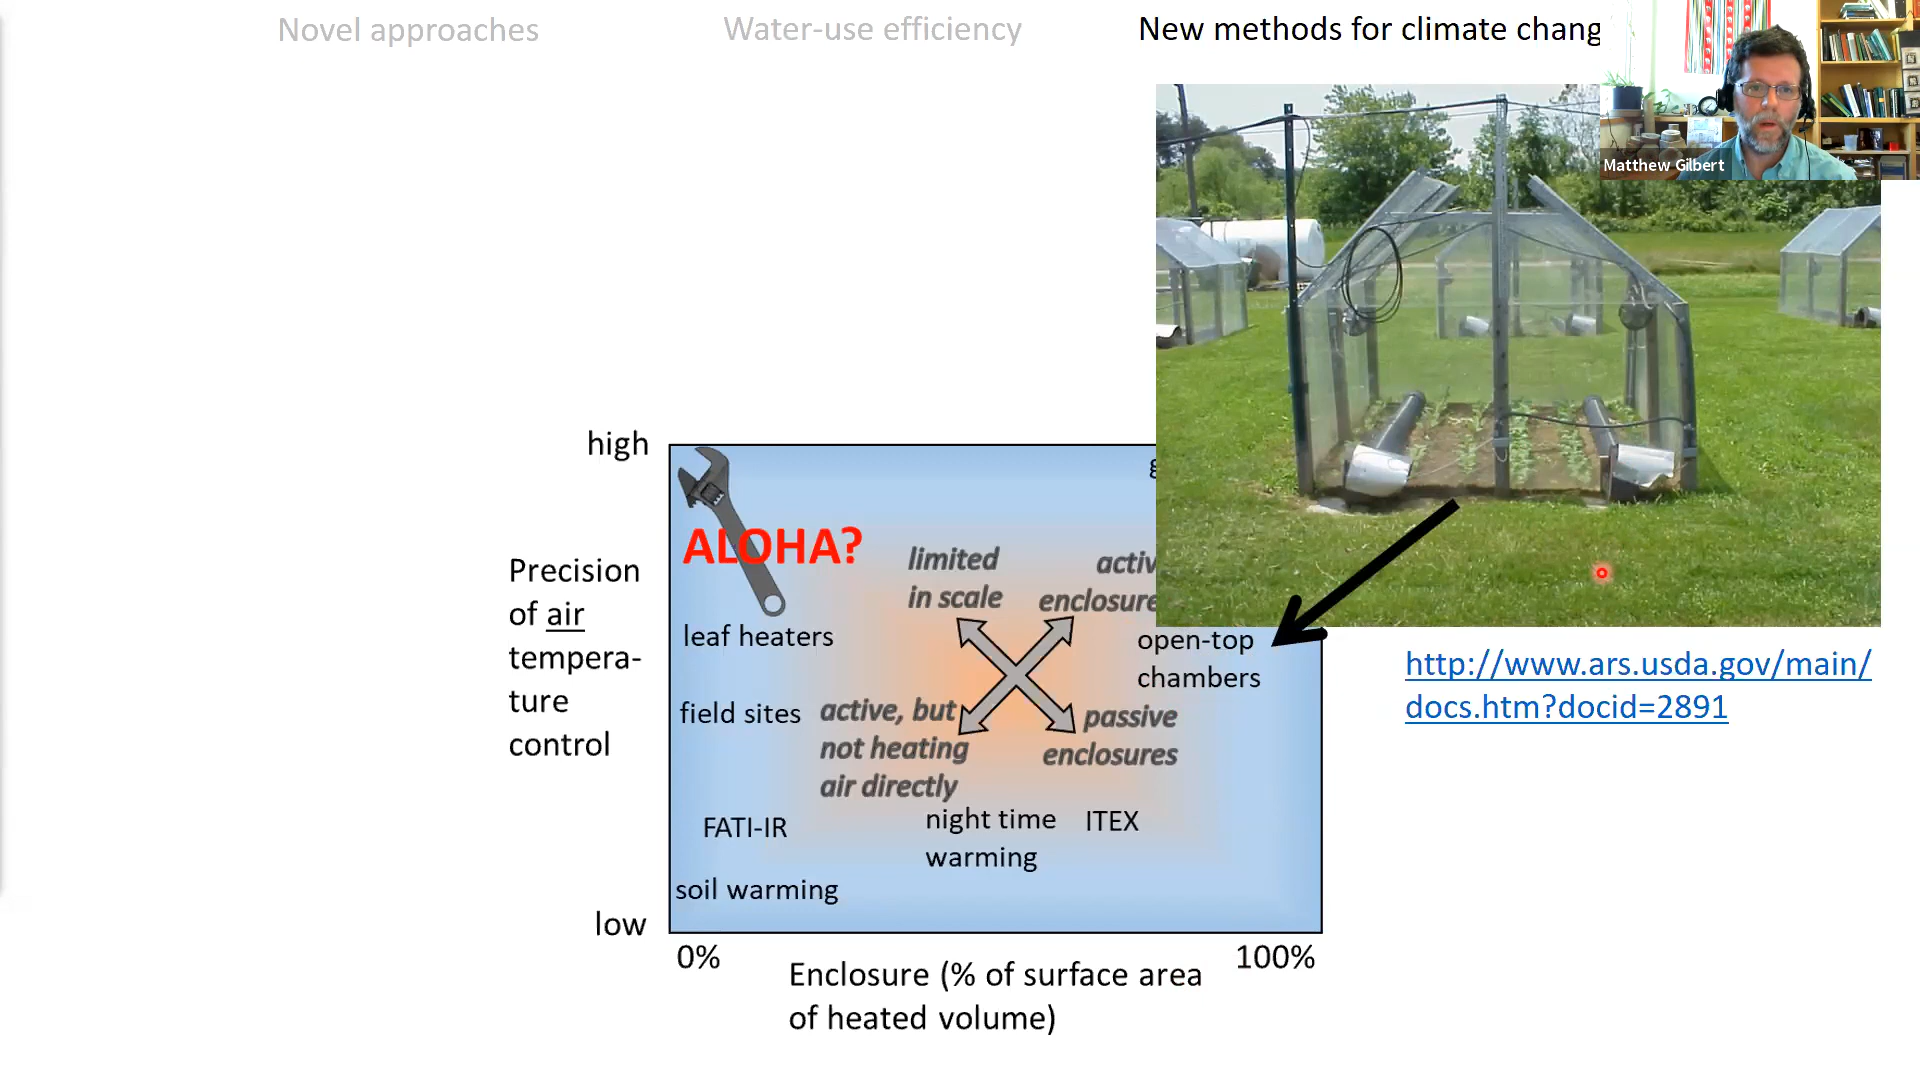 Novel approaches
Water-use efficiency
New methods for climate chang
Matthew Gilbert
high
ALOHA?
limited
in scale
activ
enclosure
Precision
of air
tempera-
ture
control
leaf heaters
open-top
chambers
field sites
active, but
not heating
air directly
passive
enclosures
http://www.ars.usda.gov/main/
docs.htm?docid=2891
FATI-IR
night time
warming
ITEX
soil warming
low
0%
100%
Enclosure (% of surface area
of heated volume)